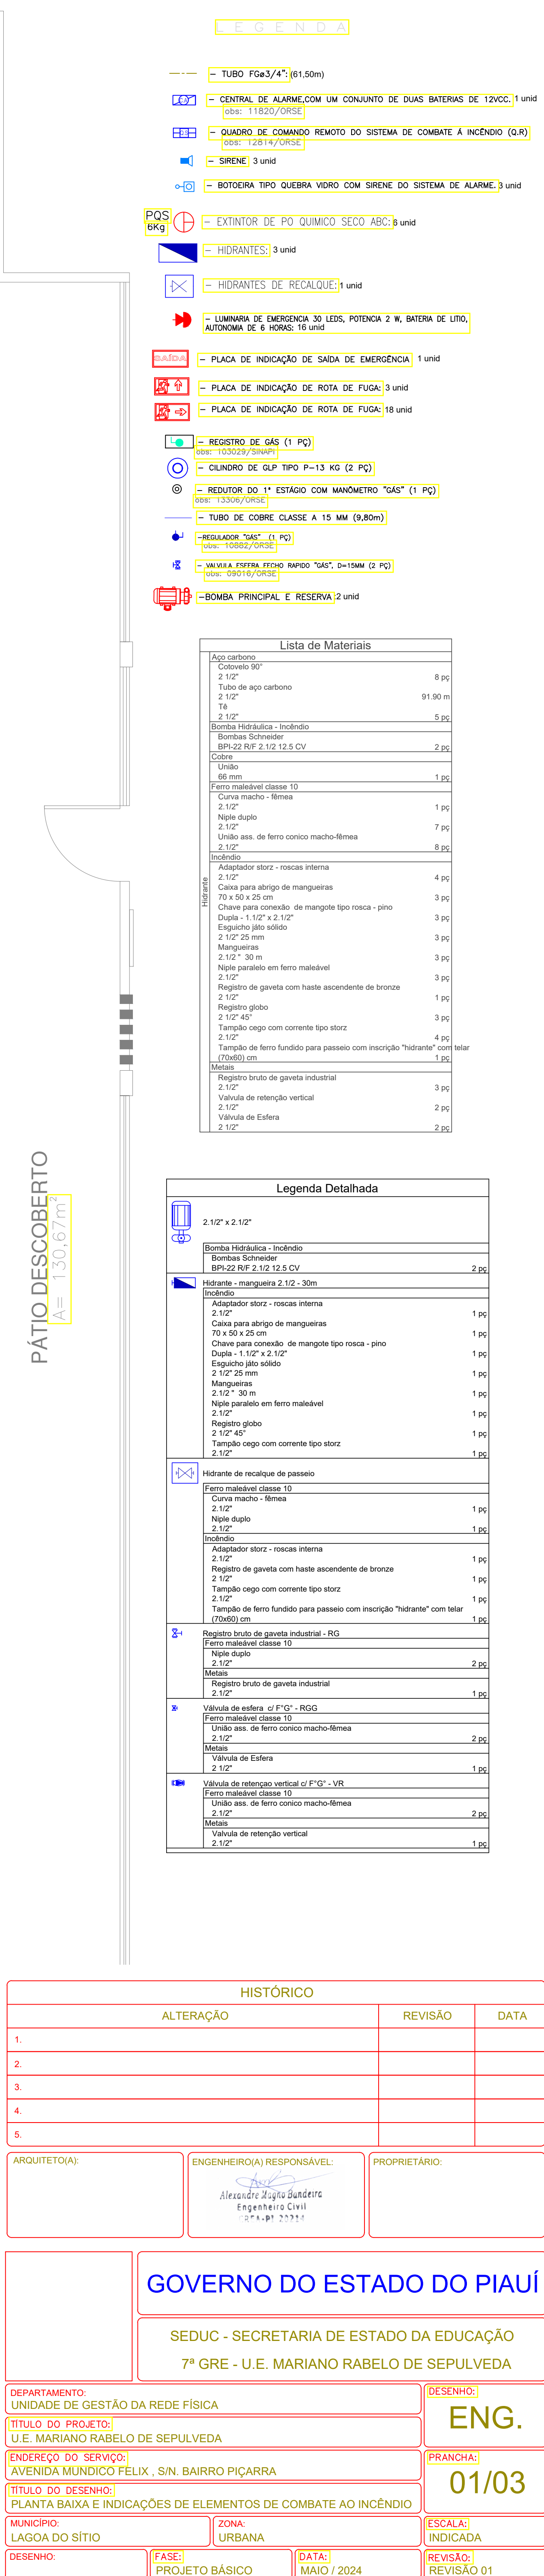 LEGENDA
- TUBO FGø3/4": (61,50m)
- CENTRAL DE ALARME,COM UM CONJUNTO DE DUAS BATERIAS DE 12VCC. 1 unid
obs: 11820/ORSE
- QUADRO DE COMANDO REMOTO DO SISTEMA DE COMBATE Á INCÊNDIO (Q.R)
obs: 12814/ORSE
- SIRENE 3 unid
- BOTOEIRA TIPO QUEBRA VIDRO COM SIRENE DO SISTEMA DE ALARME. 3 unid
PQS
6Kg
- EXTINTOR DE PO QUIMICO SECO ABC: 6 unid
- HIDRANTES: 3 unid
- HIDRANTES DE RECALQUE: 1 unid
- LUMINARIA DE EMERGENCIA 30 LEDS, POTENCIA 2 W, BATERIA DE LITIO,
AUTONOMIA DE 6 HORAS: 16 unid
SAÍDA
- PLACA DE INDICAÇÃO DE SAÍDA DE EMERGÊNCIA 1 unid
- PLACA DE INDICAÇÃO DE ROTA DE FUGA: 3 unid
- PLACA DE INDICAÇÃO DE ROTA DE FUGA: 18 unid
- REGISTRO DE GÁS (1 PÇ)
obs: 103029/SINAPI
- CILINDRO DE GLP TIPO P-13 KG (2 PÇ)
- REDUTOR DO 1° ESTÁGIO COM MANÔMETRO "GÁS" (1 PÇ)
obs: 13306/ORSE
- TUBO DE COBRE CLASSE A 15 MM (9,80m)
-REGULADOR "GÁS" (1 PÇ)
obs: 10882/ORSE
- VALVULA ESFERA FECHO RAPIDO "GÁS", D=15MM (2 PÇ)
obs: 09016/ORSE
-BOMBA PRINCIPAL E RESERVA :2 unid
Lista de Materiais
Hidrante
Aço carbono
Cotovelo 90°
2 1/2" 8 pç
Tubo de aço carbono
2 1/2" 91.90 m
Tê
2 1/2" 5 pç
Bomba Hidráulica - Incêndio
Bombas Schneider
BPI-22 R/F 2.1/2 12.5 CV 2 pç
Cobre
União
66 mm 1 pç
Ferro maleável classe 10
Curva macho - fêmea
2.1/2" 1 pç
Niple duplo
2.1/2" 7 pç
União ass. de ferro conico macho-fêmea
2.1/2" 8 pç
Incêndio
Adaptador storz - roscas interna
2.1/2" 4 pç
Caixa para abrigo de mangueiras
70 x 50 x 25 cm 3 pç
Chave para conexão de mangote tipo rosca - pino
Dupla - 1.1/2" x 2.1/2" 3 pç
Esguicho játo sólido
2 1/2" 25 mm 3 pç
Mangueiras
2.1/2 " 30 m 3 pç
Niple paralelo em ferro maleável
2.1/2" 3 pç
Registro de gaveta com haste ascendente de bronze
2 1/2" 1 pç
Registro globo
2 1/2" 45° 3 pç
Tampão cego com corrente tipo storz
2.1/2" 4 pç
Tampão de ferro fundido para passeio com inscrição "hidrante" com telar
(70x60) cm 1 pç
Metais
Registro bruto de gaveta industrial
2.1/2" 3 pç
Valvula de retenção vertical
2.1/2" 2 pç
Válvula de Esfera
2 1/2" 2 pç
PÁTIO DESCOBERTO
A= 130,67m²
Legenda Detalhada
2.1/2" x 2.1/2"
Bomba Hidráulica - Incêndio
Bombas Schneider
BPI-22 R/F 2.1/2 12.5 CV 2 pç
Hidrante - mangueira 2.1/2 - 30m
Incêndio
Adaptador storz - roscas interna
2.1/2" 1 pç
Caixa para abrigo de mangueiras
70 x 50 x 25 cm 1 pç
Chave para conexão de mangote tipo rosca - pino
Dupla - 1.1/2" x 2.1/2" 1 pç
Esguicho játo sólido
2 1/2" 25 mm 1 pç
Mangueiras
2.1/2 " 30 m 1 pç
Niple paralelo em ferro maleável
2.1/2" 1 pç
Registro globo
2 1/2" 45° 1 pç
Tampão cego com corrente tipo storz
2.1/2" 1 pç
Hidrante de recalque de passeio
Ferro maleável classe 10
Curva macho - fêmea
2.1/2" 1 pç
Niple duplo
2.1/2" 1 pç
Incêndio
Adaptador storz - roscas interna
2.1/2" 1 pç
Registro de gaveta com haste ascendente de bronze
2 1/2" 1 pç
Tampão cego com corrente tipo storz
2.1/2" 1 pç
Tampão de ferro fundido para passeio com inscrição "hidrante" com telar
(70x60) cm 1 pç
Registro bruto de gaveta industrial - RG
Ferro maleável classe 10
Niple duplo
2.1/2" 2 pç
Metais
Registro bruto de gaveta industrial
2.1/2" 1 pç
Válvula de esfera c/ F°G° - RGG
Ferro maleável classe 10
União ass. de ferro conico macho-fêmea
2.1/2" 2 pç
Metais
Válvula de Esfera
2 1/2" 1 pç
Válvula de retençao vertical c/ F°G° - VR
Ferro maleável classe 10
União ass. de ferro conico macho-fêmea
2.1/2" 2 pç
Metais
Valvula de retenção vertical
2.1/2" 1 pç
HISTÓRICO
ALTERAÇÃO REVISÃO DATA
1.
2.
3.
4.
5.
ARQUITETO(A):
ENGENHEIRO(A) RESPONSÁVEL:
Alexandre Magno Bandeira
Engenheiro Civil
PROPRIETÁRIO:
GOVERNO DO ESTADO DO PIAUÍ
SEDUC - SECRETARIA DE ESTADO DA EDUCAÇÃO
7ª GRE - U.E. MARIANO RABELO DE SEPULVEDA
DEPARTAMENTO:
UNIDADE DE GESTÃO DA REDE FÍSICA
DESENHO:
ENG.
TÍTULO DO PROJETO:
U.E. MARIANO RABELO DE SEPULVEDA
ENDEREÇO DO SERVIÇO:
AVENIDA MUNDICO FELIX , S/N. BAIRRO PIÇARRA
PRANCHA:
01/03
TÍTULO DO DESENHO:
PLANTA BAIXA E INDICAÇÕES DE ELEMENTOS DE COMBATE AO INCÊNDIO
MUNICÍPIO:
LAGOA DO SÍTIO
ZONA:
URBANA
ESCALA:
INDICADA
DESENHO:
FASE:
PROJETO BÁSICO
DATA:
MAIO / 2024
REVISÃO:
REVISÃO 01